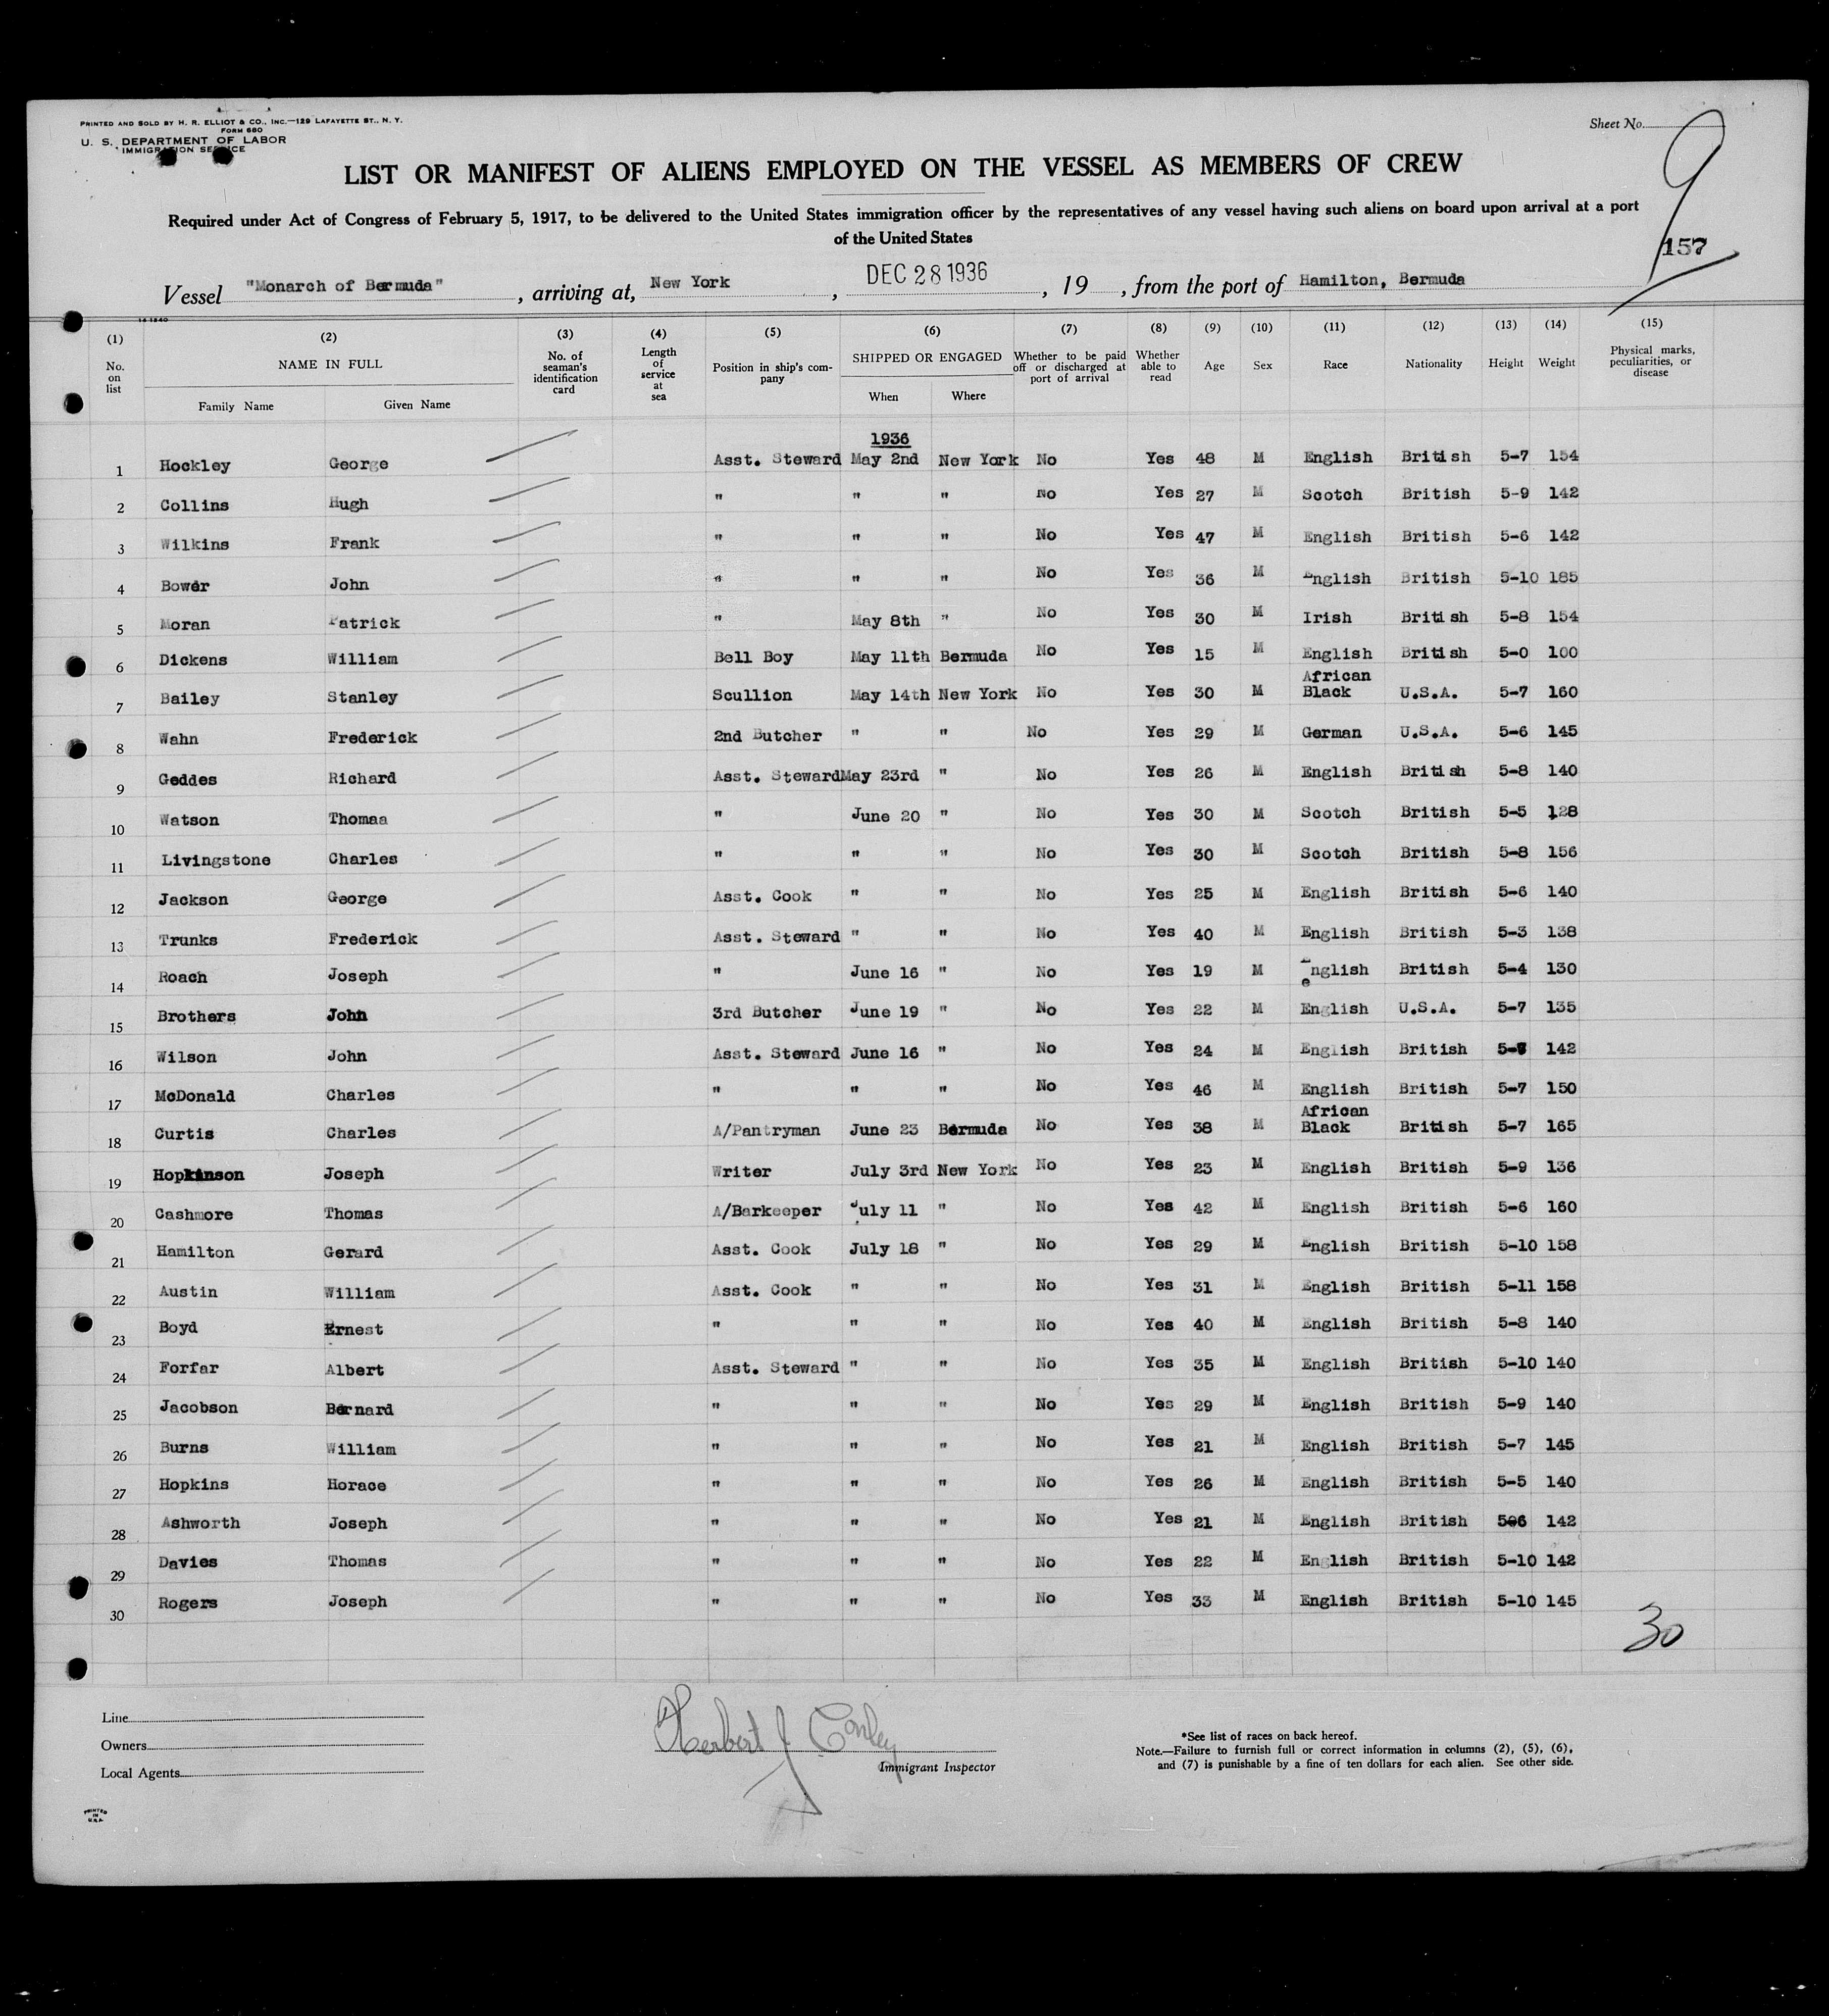 PRINTED AND SOLD BY H. R. ELLIOT & CO., INC.—129 LAFAYETTE ST., N. Y.
FORM 680
U. S. DEPARTMENT OF LABOR
IMMIGRATION SERVICE
Sheet No. 9
LIST OR MANIFEST OF ALIENS EMPLOYED ON THE VESSEL AS MEMBERS OF CREW
Required under Act of Congress of February 5, 1917, to be delivered to the United States immigration officer by the representatives of any vessel having such aliens on board upon arrival at a port
of the United States
157
Vessel "Monarch of Bermuda", arriving at, New York, DEC 28 1936, 19, from the port of Hamilton, Bermuda
14 1240
(1) (2) (3) (4) (5) (6) (7) (8) (9) (10) (11) (12) (13) (14) (15)
No. on list NAME IN FULL Family Name Given Name No. of seaman's identification card Length of service at sea Position in ship's company SHIPPED OR ENGAGED When Where Whether to be paid off or discharged at port of arrival Whether able to read Age Sex Race Nationality Height Weight Physical marks, peculiarities, or disease
1936
1 Hockley George Asst. Steward May 2nd New York No Yes 48 M English British 5-7 154
2 Collins Hugh " " " No Yes 27 M Scotch British 5-9 142
3 Wilkins Frank " " " No Yes 47 M English British 5-6 142
4 Bower John " " " No Yes 36 M English British 5-10 185
5 Moran Patrick " May 8th " No Yes 30 M Irish British 5-8 154
6 Dickens William Bell Boy May 11th Bermuda No Yes 15 M English British 5-0 100
7 Bailey Stanley Scullion May 14th New York No Yes 30 M African Black U.S.A. 5-7 160
8 Wahn Frederick 2nd Butcher " " No Yes 29 M German U.S.A. 5-6 145
9 Geddes Richard Asst. Steward May 23rd " No Yes 26 M English British 5-8 140
10 Watson Thomaa " June 20 " No Yes 30 M Scotch British 5-5 128
11 Livingstone Charles " " " No Yes 30 M Scotch British 5-8 156
12 Jackson George Asst. Cook " " No Yes 25 M English British 5-6 140
13 Trunks Frederick Asst. Steward " " No Yes 40 M English British 5-3 138
14 Roach Joseph " June 16 " No Yes 19 M English British 5-4 130
15 Brothers John 3rd Butcher June 19 " No Yes 22 M English U.S.A. 5-7 135
16 Wilson John Asst. Steward June 16 " No Yes 24 M English British 142
17 McDonald Charles " " " No Yes 46 M English British 5-7 150
18 Curtis Charles A/Pantryman June 23 Bermuda No Yes 38 M African Black British 5-7 165
19 Hopkinson Joseph Writer July 3rd New York No Yes 23 M English British 5-9 136
20 Cashmore Thomas A/Barkeeper July 11 " No Yes 42 M English British 5-6 160
21 Hamilton Gerard Asst. Cook July 18 " No Yes 29 M English British 5-10 158
22 Austin William Asst. Cook " " No Yes 31 M English British 5-11 158
23 Boyd Ernest " " " No Yes 40 M English British 5-8 140
24 Forfar Albert Asst. Steward " " No Yes 35 M English British 5-10 140
25 Jacobson Bernard " " " No Yes 29 M English British 5-9 140
26 Burns William " " " No Yes 21 M English British 5-7 145
27 Hopkins Horace " " " No Yes 26 M English British 5-5 140
28 Ashworth Joseph " " " No Yes 21 M English British 506 142
29 Davies Thomas " " " No Yes 22 M English British 5-10 142
30 Rogers Joseph " " " No Yes 33 M English British 5-10 145
30
Line
Owners
Local Agents
Herbert J. Conley
Immigrant Inspector
*See list of races on back hereof.
Note.—Failure to furnish full or correct information in columns (2), (5), (6),
and (7) is punishable by a fine of ten dollars for each alien. See other side.
PRINTED
IN
U.S.A.